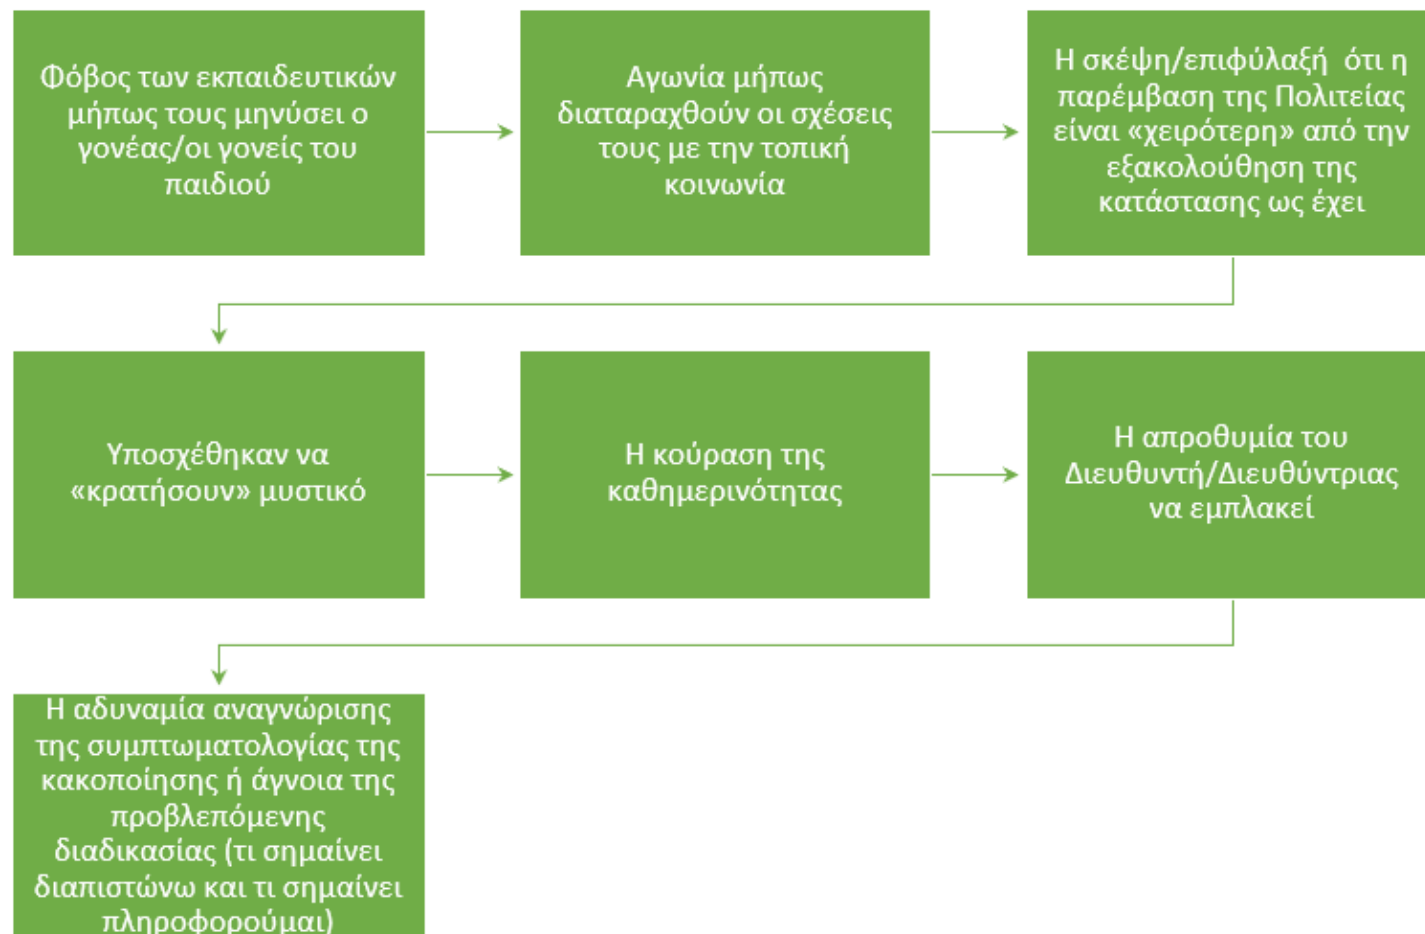 Φόβος των εκπαιδευτικών
μήπως τους μηνύσει ο
γονέας/οι γονείς του
παιδιού
Αγωνία μήπως
διαταραχθούν οι σχέσεις
τους με την τοπική
κοινωνία
Η σκέψη/επιφύλαξή ότι η
παρέμβαση της Πολιτείας
είναι «χειρότερη» από την
εξακολούθηση της
κατάστασης ως έχει
Υποσχέθηκαν να
«κρατήσουν» μυστικό
Η κούραση της
καθημερινότητας
Η απροθυμία του
Διευθυντή/Διευθύντριας
να εμπλακεί
Η αδυναμία αναγνώρισης
της συμπτωματολογίας της
κακοποίησης ή άγνοια της
προβλεπόμενης
διαδικασίας (τι σημαίνει
διαπιστώνω και τι σημαίνει
πληροφορούμαι)